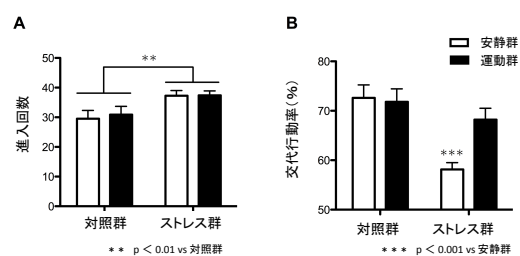 A
**
進入回数
50
40
30
20
10
0
対照群
ストレス群
** p < 0.01 vs 対照群
B
安静群
運動群
交代行動率(%)
80
70
60
50
***
対照群
ストレス群
*** p < 0.001 vs 安静群